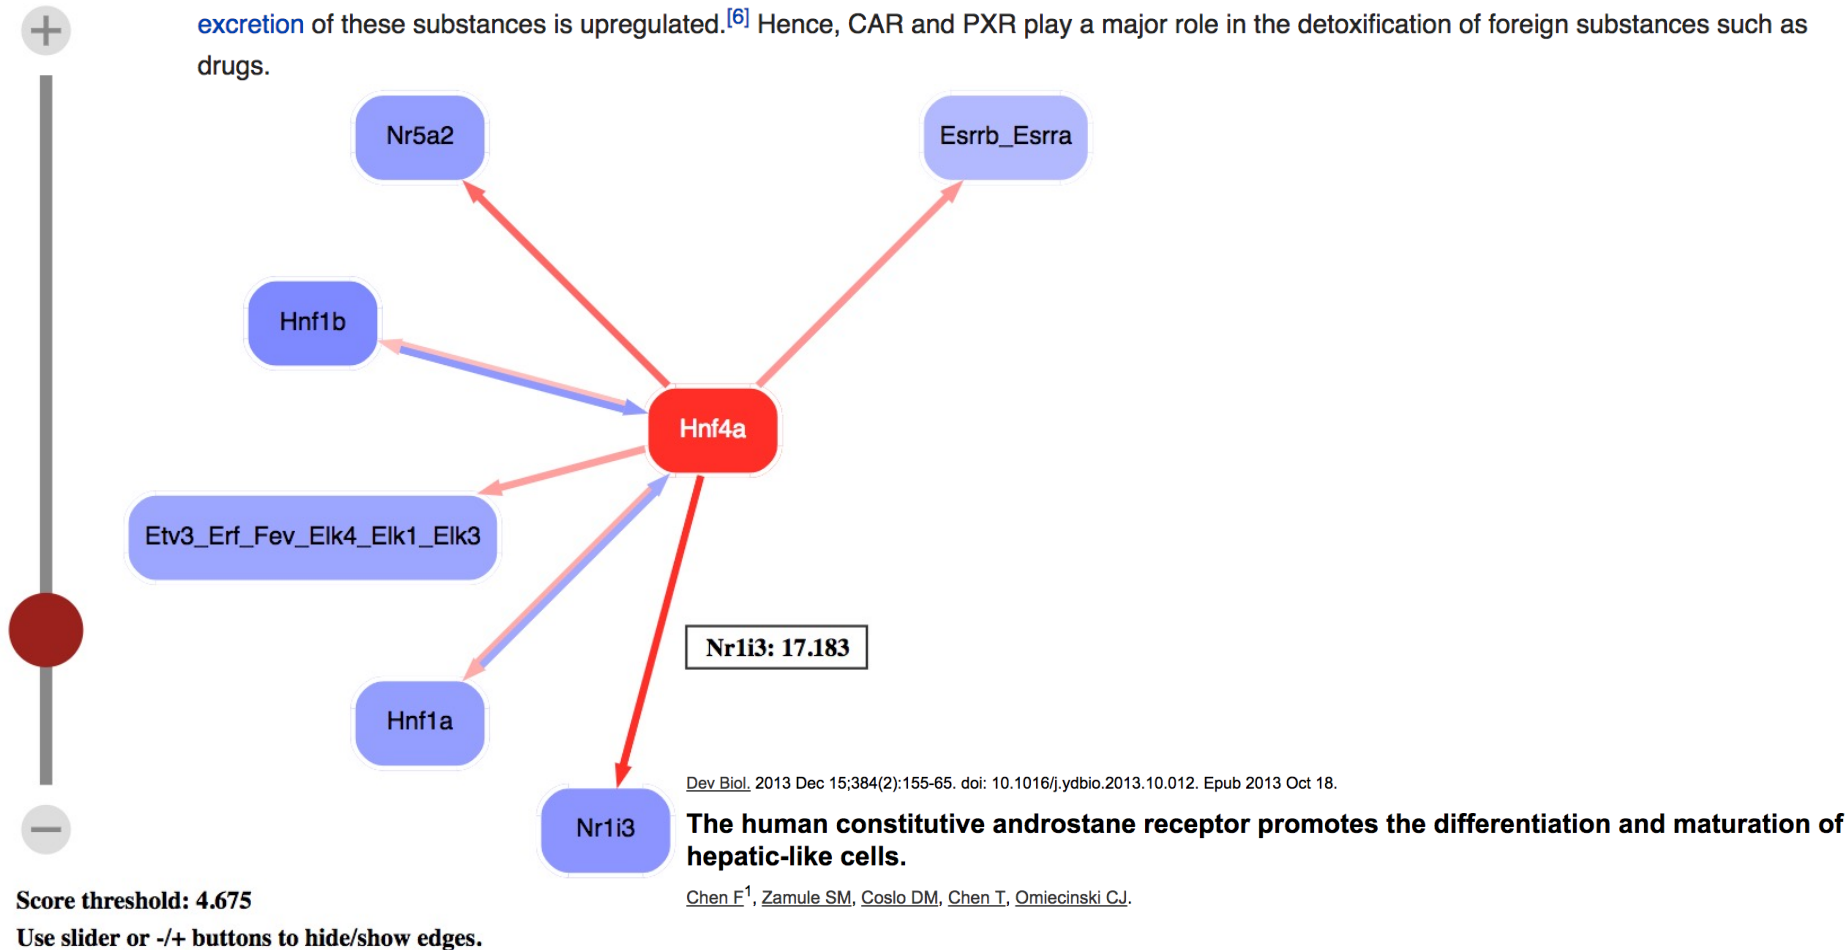 excretion of these substances is upregulated.[6] Hence, CAR and PXR play a major role in the detoxification of foreign substances such as
drugs.
Nr5a2
Esrrb_Esrra
Hnf1b
Hnf4a
Etv3_Erf_Fev_Elk4_Elk1_Elk3
Nr1i3: 17.183
Hnf1a
Dev Biol. 2013 Dec 15;384(2):155-65. doi: 10.1016/j.ydbio.2013.10.012. Epub 2013 Oct 18.
Nr1i3
The human constitutive androstane receptor promotes the differentiation and maturation of
hepatic-like cells.
Chen F1, Zamule SM, Coslo DM, Chen T, Omiecinski CJ.
Score threshold: 4.675
Use slider or -/+ buttons to hide/show edges.